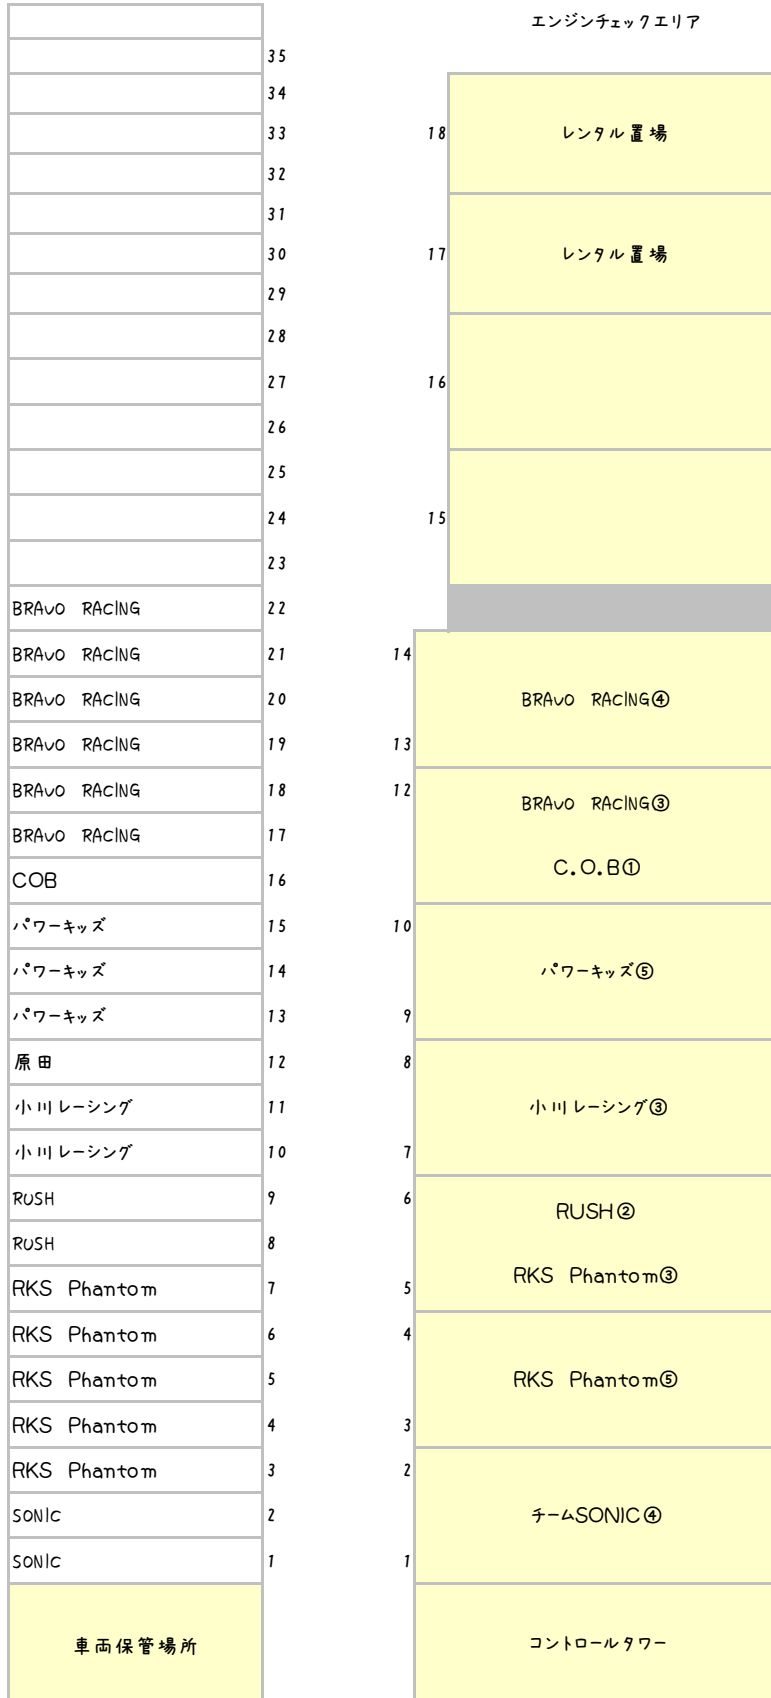 エンジンチェックエリア
35
34
33
18 レンタル置場
32
31
30
17 レンタル置場
29
28
27
16
26
25
24
15
23
BRAVO RACING 22
BRAVO RACING 21
14
BRAVO RACING 20
BRAVO RACING④
BRAVO RACING 19
13
BRAVO RACING 18
12
BRAVO RACING③
BRAVO RACING 17
C.O.B①
COB 16
パワーキッズ 15
10
パワーキッズ 14
パワーキッズ⑤
パワーキッズ 13
9
原田 12
8
小川レーシング 11
小川レーシング③
小川レーシング 10
7
RUSH 9
6
RUSH②
RUSH 8
RKS Phantom③
RKS Phantom 7
5
RKS Phantom 6
4
RKS Phantom 5
RKS Phantom⑤
RKS Phantom 4
3
RKS Phantom 3
2
SONIC 2
チームSONIC④
SONIC 1
1
車両保管場所
コントロールタワー